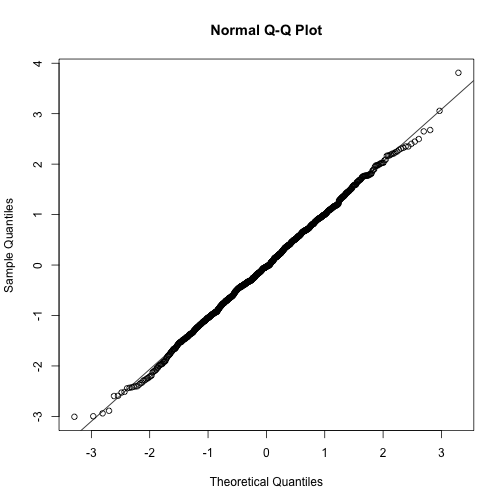 Normal Q-Q Plot
Sample Quantiles
4
3
2
1
0
-1
-2
-3
-3 -2 -1 0 1 2 3
Theoretical Quantiles